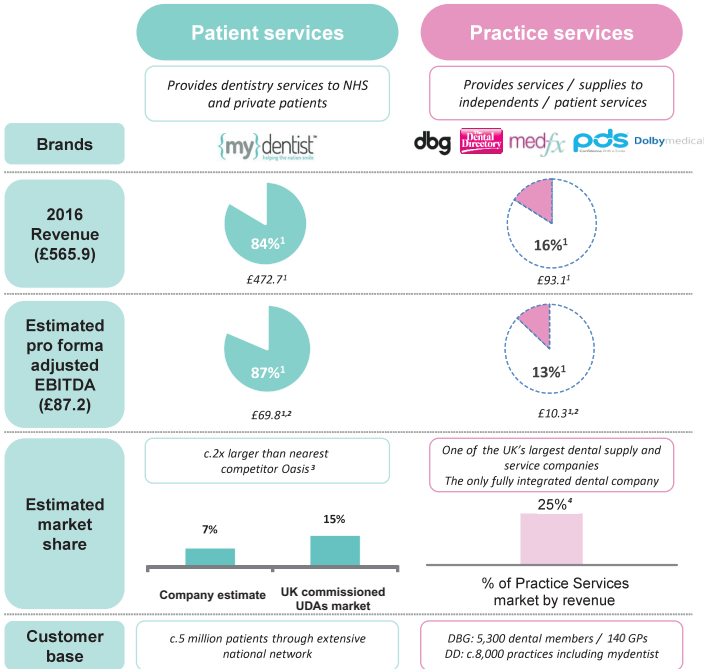 Patient services
Practice services
Provides dentistry services to NHS
and private patients
Provides services / supplies to
independents / patient services
Brands
{my}dentist™
helping the nation smile
dbg
The
Dental
Directory
medfx
pds
Dolbymedical
2016
Revenue
(£565.9)
84%¹
£472.7¹
16%¹
£93.1¹
Estimated
pro forma
adjusted
EBITDA
(£87.2)
87%¹
£69.8¹,²
13%¹
£10.3¹,²
Estimated
market
share
c.2x larger than nearest
competitor Oasis³
7%
15%
Company estimate
UK commissioned
UDAs market
One of the UK's largest dental supply and
service companies
The only fully integrated dental company
25%⁴
% of Practice Services
market by revenue
Customer
base
c.5 million patients through extensive
national network
DBG: 5,300 dental members / 140 GPs
DD: c.8,000 practices including mydentist